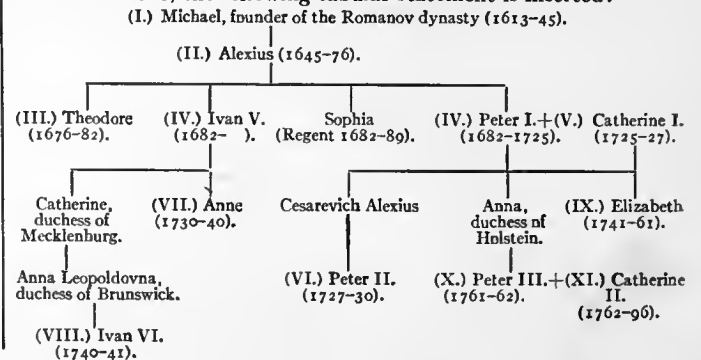 (I.) Michael, founder of the Romanov dynasty (1613-45).
(II.) Alexius (1645-76).
(III.) Theodore (IV.) Ivan V. Sophia (IV.) Peter I.+(V.) Catherine I.
(1676-82). (1682- ). (Regent 1682-89). (1682-1725). (1725-27).
Catherine, (VII.) Anne Cesarevich Alexius Anna, (IX.) Elizabeth
duchess of (1730-40). duchess of (1741-61).
Mecklenburg. Holstein.
Anna Leopoldovna, (VI.) Peter II. (X.) Peter III.+(XI.) Catherine
duchess of Brunswick. (1727-30). (1761-62). II.
(1762-96).
(VIII.) Ivan VI.
(1740-41).